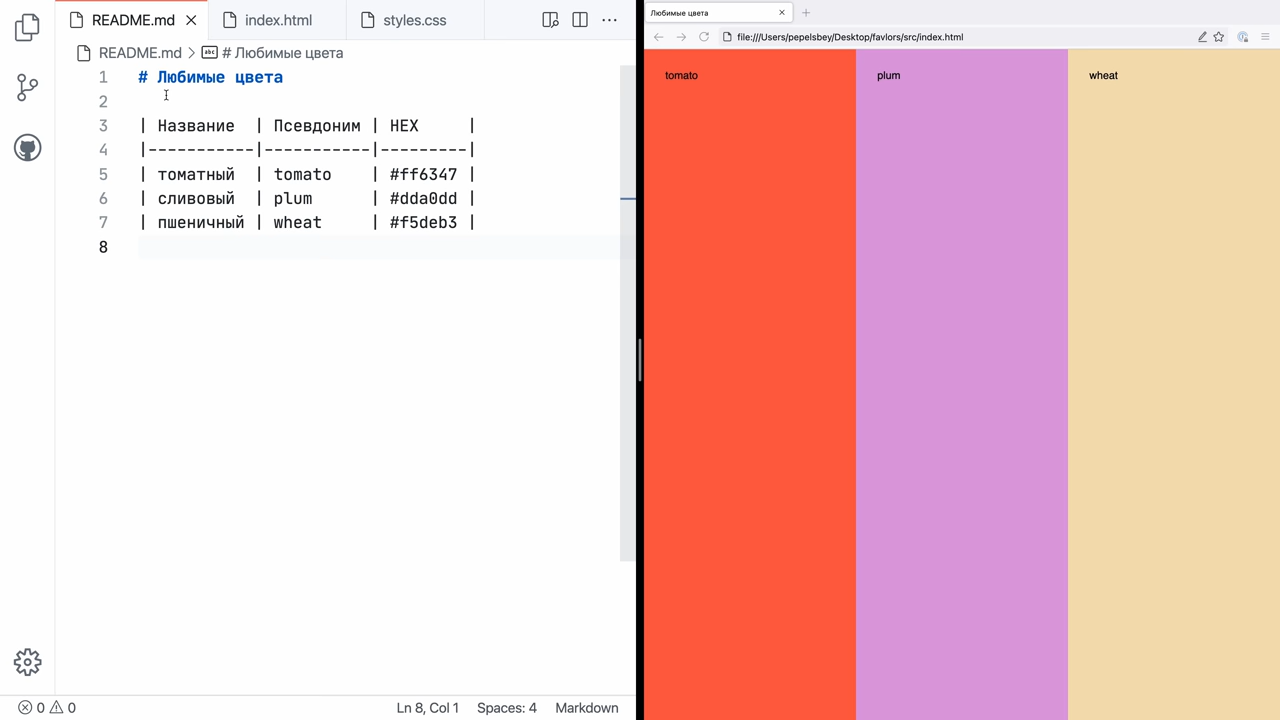 README.md
index.html
styles.css
README.md > # Любимые цвета
1 # Любимые цвета
2
3 | Название | Псевдоним | HEX |
4 |-----------|-----------|---------|
5 | томатный | tomato | #ff6347 |
6 | сливовый | plum | #dda0dd |
7 | пшеничный | wheat | #f5deb3 |
8
0 0
Ln 8, Col 1
Spaces: 4
Markdown
Любимые цвета
file:///Users/pepelsbey/Desktop/favlors/src/index.html
tomato
plum
wheat